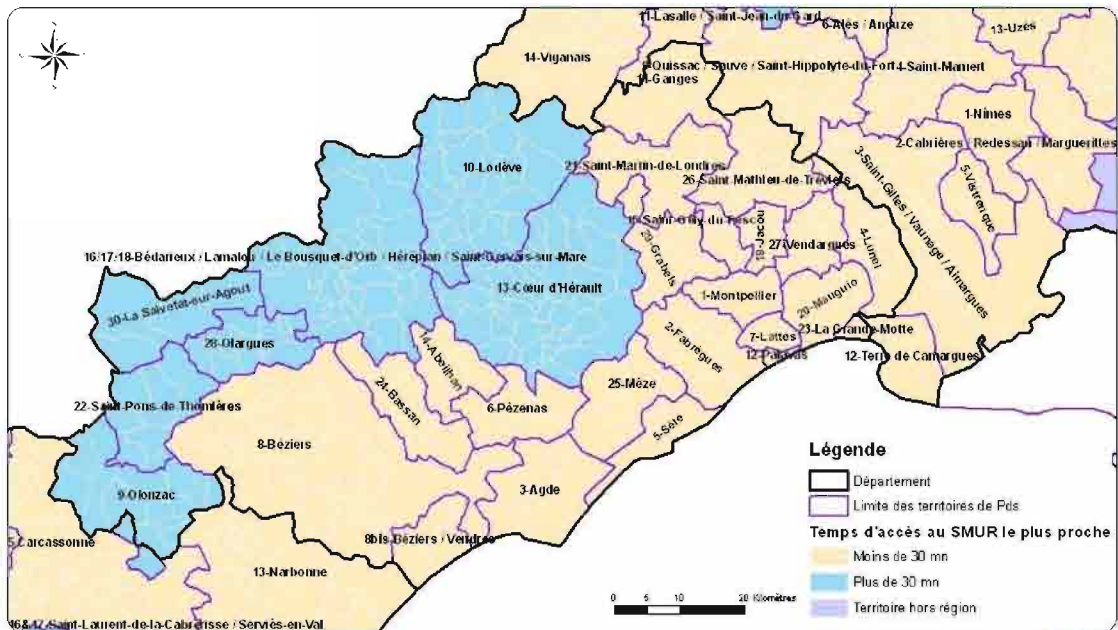 11-Lasalle / Saint-Jean-du-Gard
6-Alès / Anduze
13-Uzès
14-Viganais
Quissac / Sauve / Saint-Hippolyte-du-Fort
4-Saint-Mamert
11-Ganges
1-Nîmes
2-Cabrières / Redessan / Marguerittes
10-Lodève
21-Saint-Martin-de-Londres
26-Saint Mathieu-de-Tréviers
3-Saint-Gilles / Vaunage / Aimargues
5-Vistrenque
Saint-Gély-du-Fesc
19-Jacou
27-Vendargues
4-Lunel
29-Grabels
16/17/18-Bédarieux / Lamalou / Le Bousquet-d'Orb / Hérépian / Saint-Gervais-sur-Mare
13-Cœur d'Hérault
30-La Salvetat-sur-Agout
1-Montpellier
20-Mauguio
28-Olargues
7-Lattes
23-La Grande-Motte
12-Palavas
12-Terre de Camargues
2-Fabrègues
14-Abeilhan
24-Bassan
25-Mèze
22-Saint-Pons-de-Thomières
6-Pézenas
5-Sète
8-Béziers
9-Olonzac
3-Agde
8bis-Béziers / Vendres
5 Carcassonne
13-Narbonne
16&17-Saint-Laurent-de-la-Cabrerisse / Serviès-en-Val
0 5 10 20 Kilomètres
Légende
Département
Limite des territoires de Pds
Temps d'accès au SMUR le plus proche
Moins de 30 mn
Plus de 30 mn
Territoire hors région